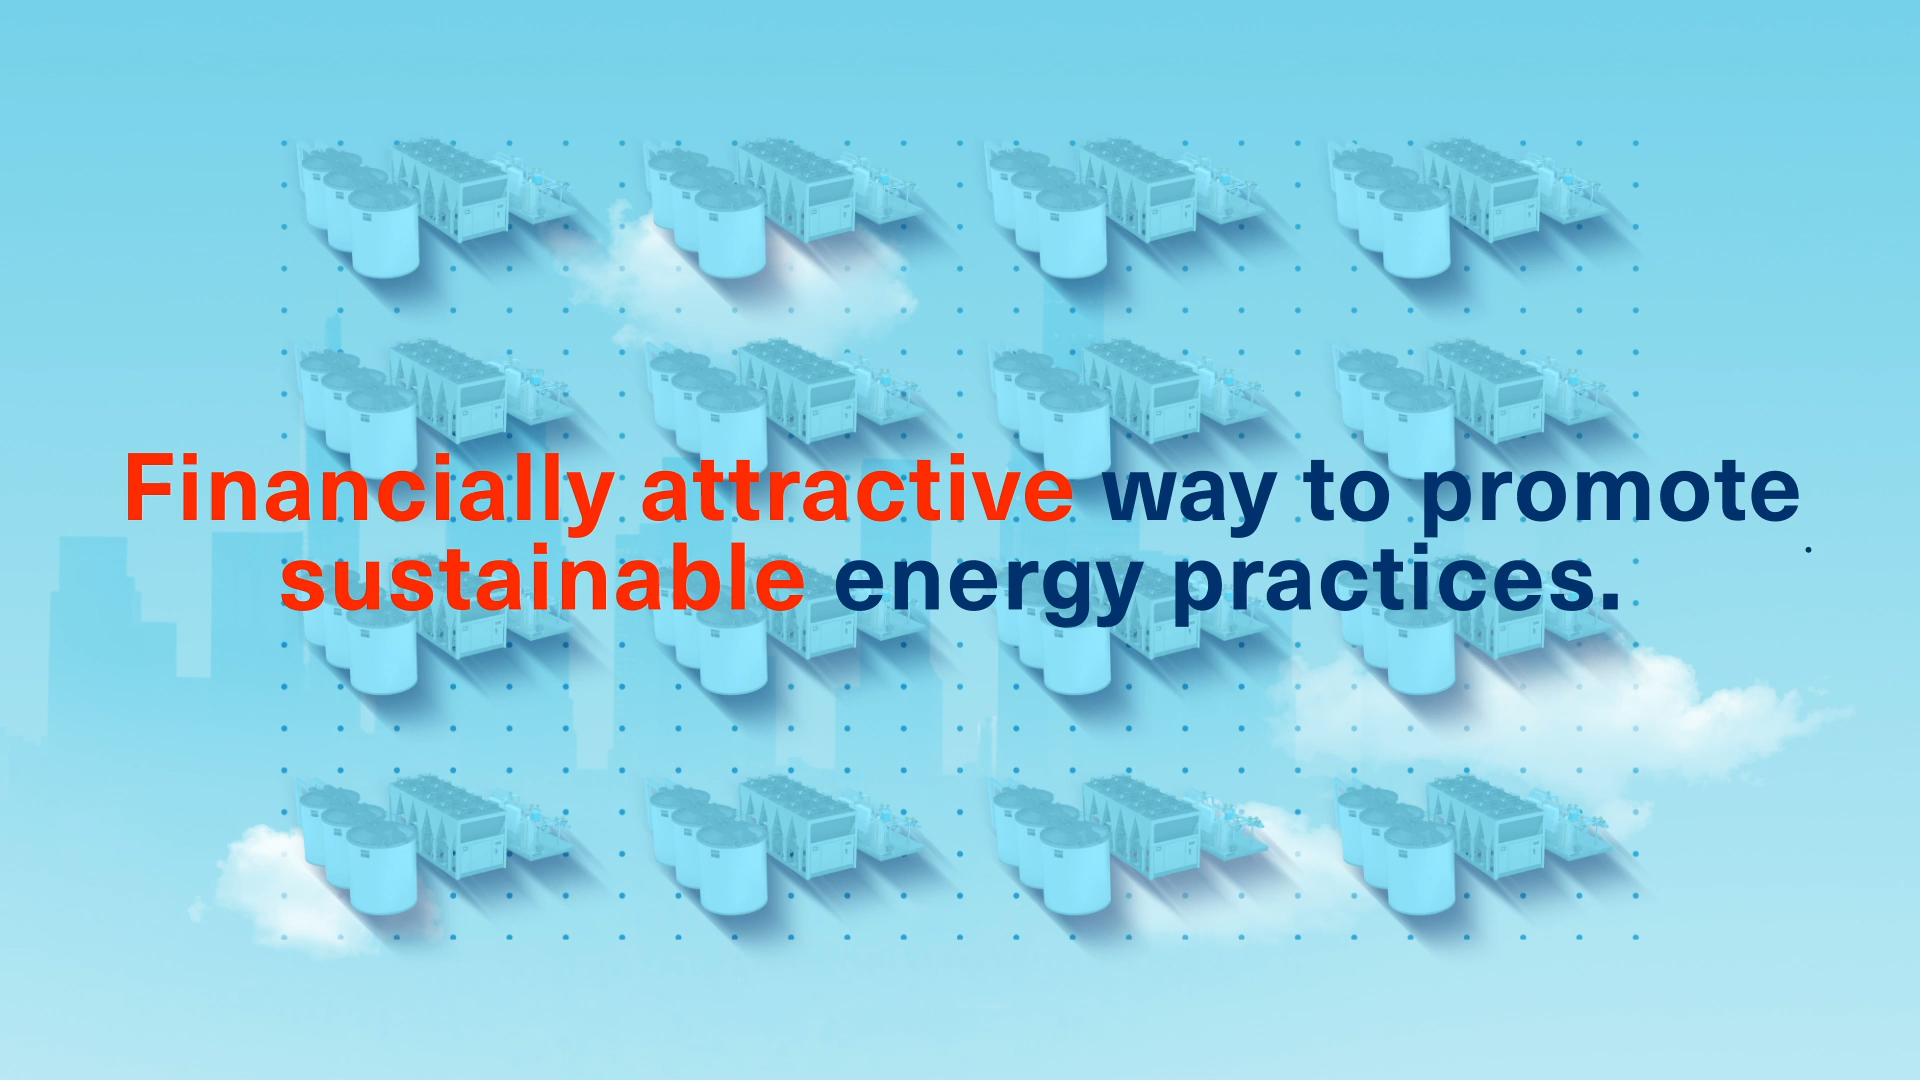 Financially attractive way to promote
sustainable energy practices.